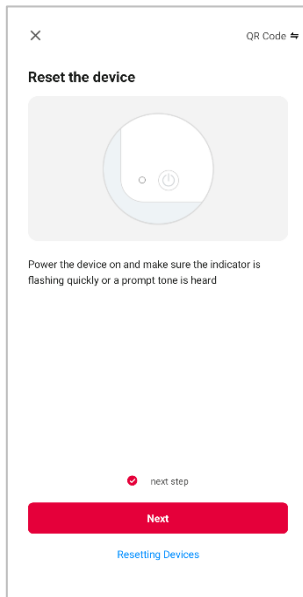 QR Code
Reset the device
Power the device on and make sure the indicator is
flashing quickly or a prompt tone is heard
next step
Next
Resetting Devices